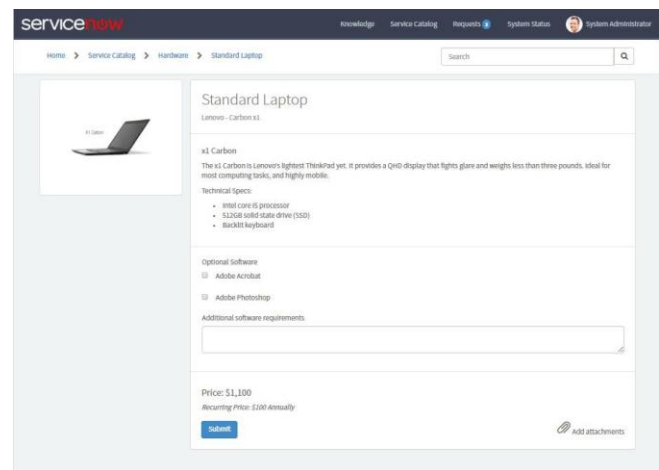 servicenow
Knowledge Service Catalog Requests 3 System Status System Administrator
Home > Service Catalog > Hardware > Standard Laptop
Search
X1 Carbon
Standard Laptop
Lenovo - Carbon x1
x1 Carbon
The x1 Carbon is Lenovo's lightest ThinkPad yet. It provides a QHD display that fights glare and weighs less than three pounds. Ideal for
most computing tasks, and highly mobile.
Technical Specs:
• Intel core i5 processor
• 512GB solid state drive (SSD)
• Backlit keyboard
Optional Software
Adobe Acrobat
Adobe Photoshop
Additional software requirements
Price: $1,100
Recurring Price: $100 Annually
Submit
Add attachments